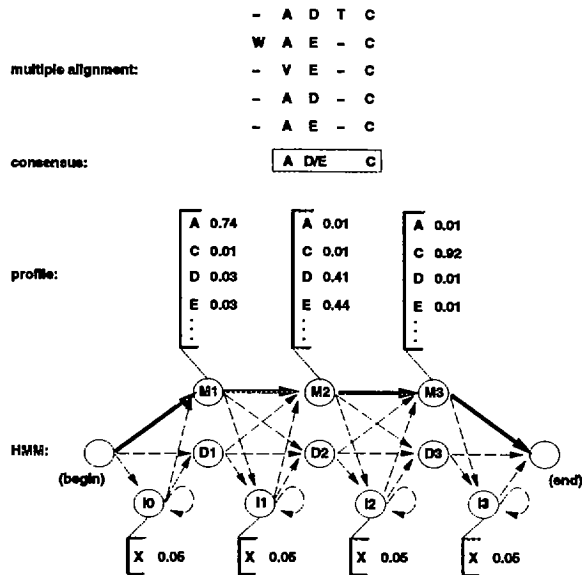 - A D T C
W A E - C
multiple alignment: - V E - C
- A D - C
- A E - C
consensus: A D/E C
A 0.74 A 0.01 A 0.01
C 0.01 C 0.01 C 0.92
profile: D 0.03 D 0.41 D 0.01
E 0.03 E 0.44 E 0.01
M1 M2 M3
HMM: D1 D2 D3
(begin) (end)
I0 I1 I2 I3
X 0.05 X 0.05 X 0.05 X 0.05